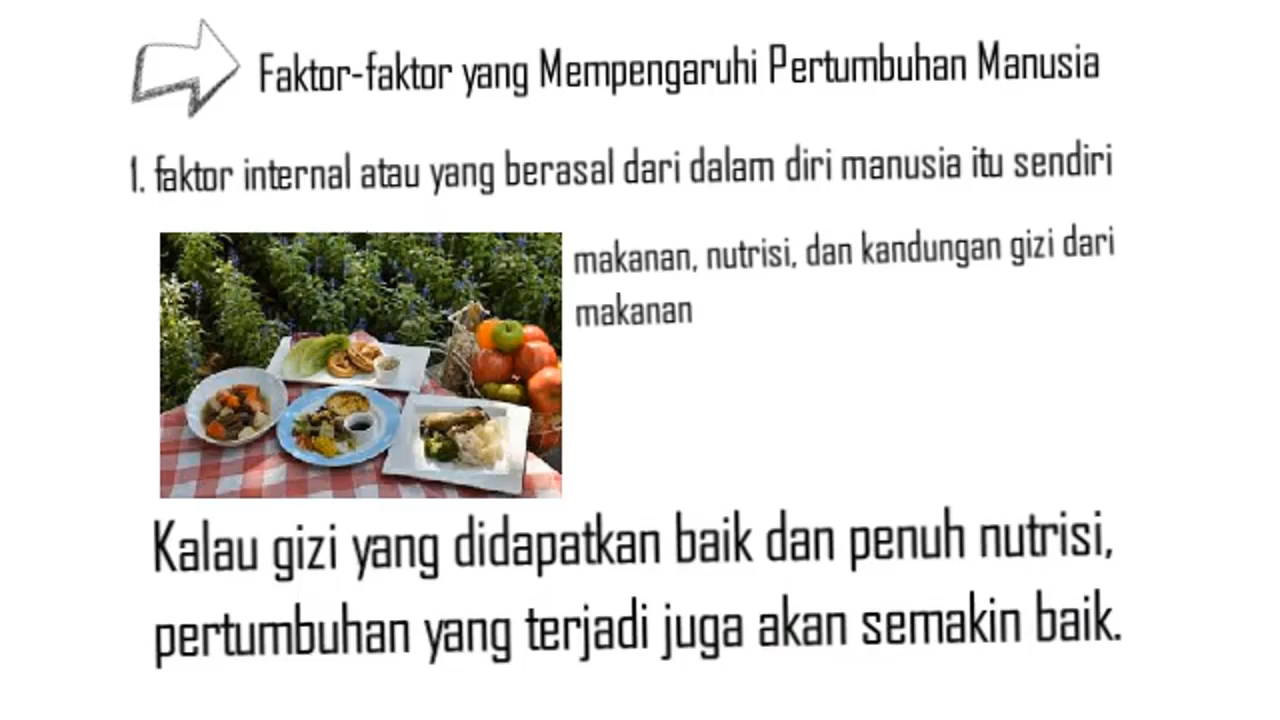 Faktor-faktor yang Mempengaruhi Pertumbuhan Manusia
1. faktor internal atau yang berasal dari dalam diri manusia itu sendiri
makanan, nutrisi, dan kandungan gizi dari
makanan
Kalau gizi yang didapatkan baik dan penuh nutrisi,
pertumbuhan yang terjadi juga akan semakin baik.